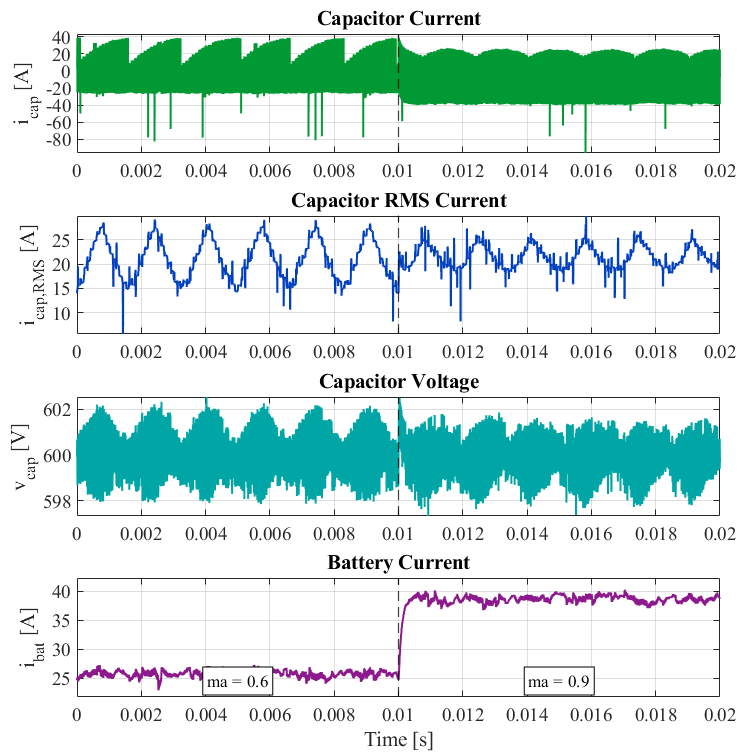 Capacitor Current
i_cap [A]
40
20
0
-20
-40
-60
-80
0 0.002 0.004 0.006 0.008 0.01 0.012 0.014 0.016 0.018 0.02
Capacitor RMS Current
i_cap,RMS [A]
25
20
15
10
0 0.002 0.004 0.006 0.008 0.01 0.012 0.014 0.016 0.018 0.02
Capacitor Voltage
v_cap [V]
602
600
598
0 0.002 0.004 0.006 0.008 0.01 0.012 0.014 0.016 0.018 0.02
Battery Current
i_bat [A]
40
35
30
25
ma = 0.6 ma = 0.9
0 0.002 0.004 0.006 0.008 0.01 0.012 0.014 0.016 0.018 0.02
Time [s]